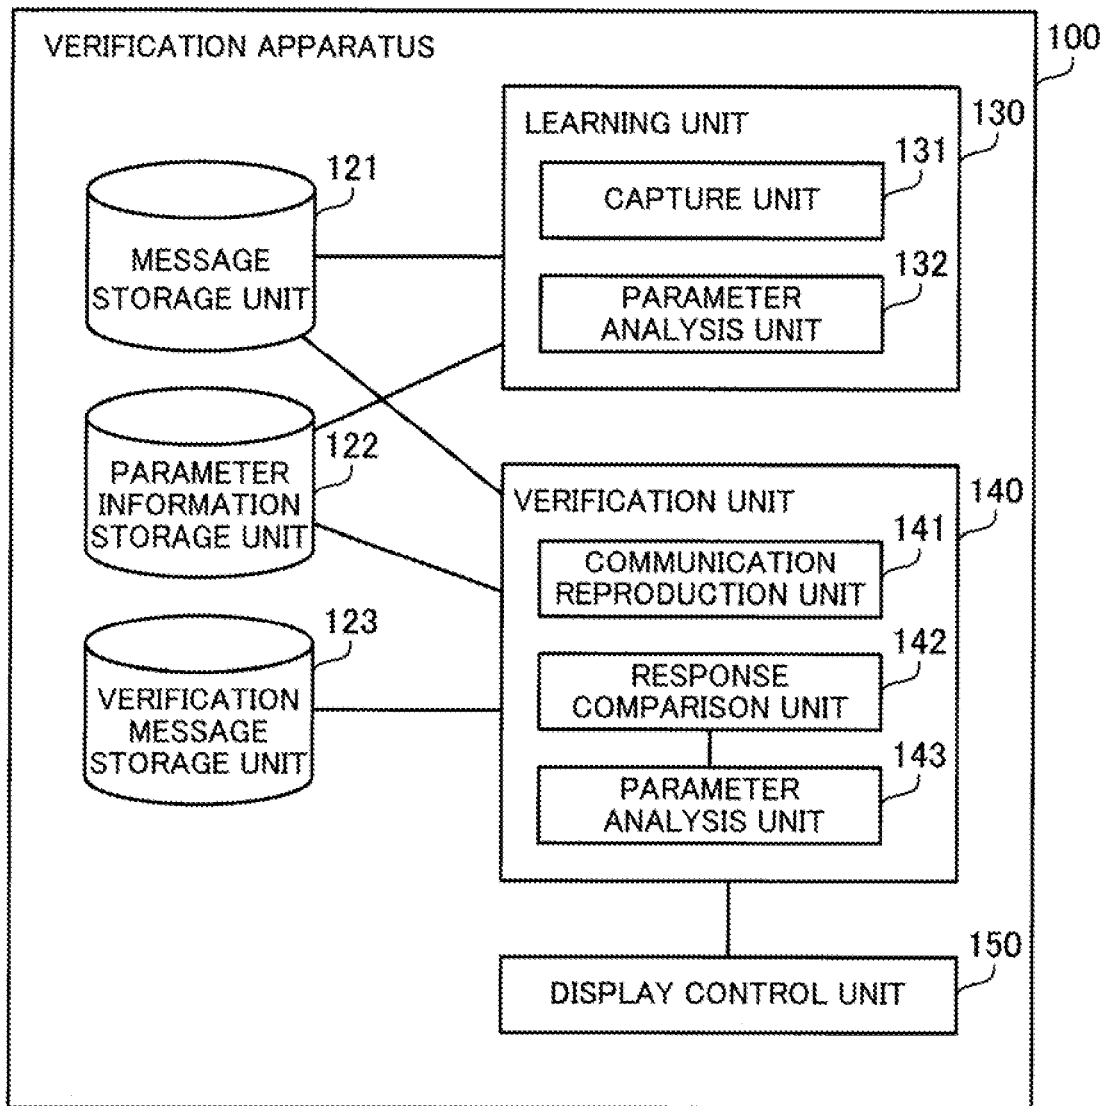 VERIFICATION APPARATUS
100
130
LEARNING UNIT
131
CAPTURE UNIT
132
PARAMETER
ANALYSIS UNIT
121
MESSAGE
STORAGE UNIT
122
PARAMETER
INFORMATION
STORAGE UNIT
123
VERIFICATION
MESSAGE
STORAGE UNIT
140
VERIFICATION UNIT
141
COMMUNICATION
REPRODUCTION UNIT
142
RESPONSE
COMPARISON UNIT
143
PARAMETER
ANALYSIS UNIT
150
DISPLAY CONTROL UNIT